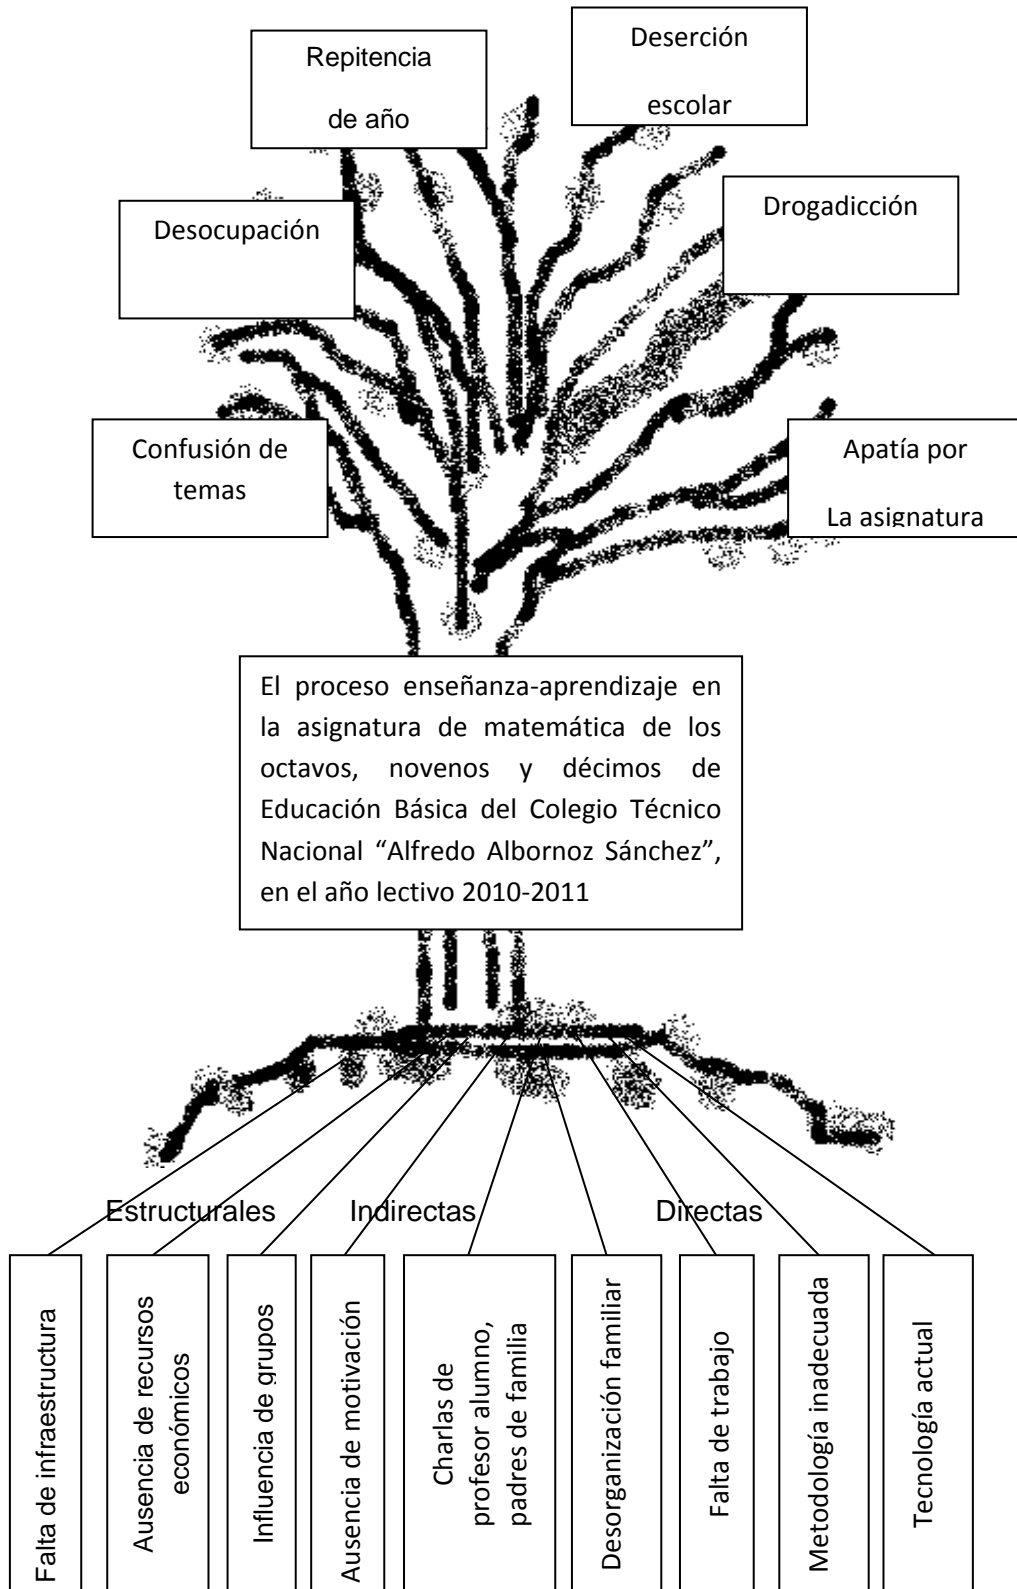 Repitencia
de año
Deserción
escolar
Desocupación
Drogadicción
Confusión de
temas
Apatía por
La asignatura
El proceso enseñanza-aprendizaje en
la asignatura de matemática de los
octavos, novenos y décimos de
Educación Básica del Colegio Técnico
Nacional “Alfredo Albornoz Sánchez”,
en el año lectivo 2010-2011
Estructurales
Indirectas
Directas
Falta de infraestructura
Ausencia de recursos
económicos
Influencia de grupos
Ausencia de motivación
Charlas de
profesor alumno,
padres de familia
Desorganización familiar
Falta de trabajo
Metodología inadecuada
Tecnología actual